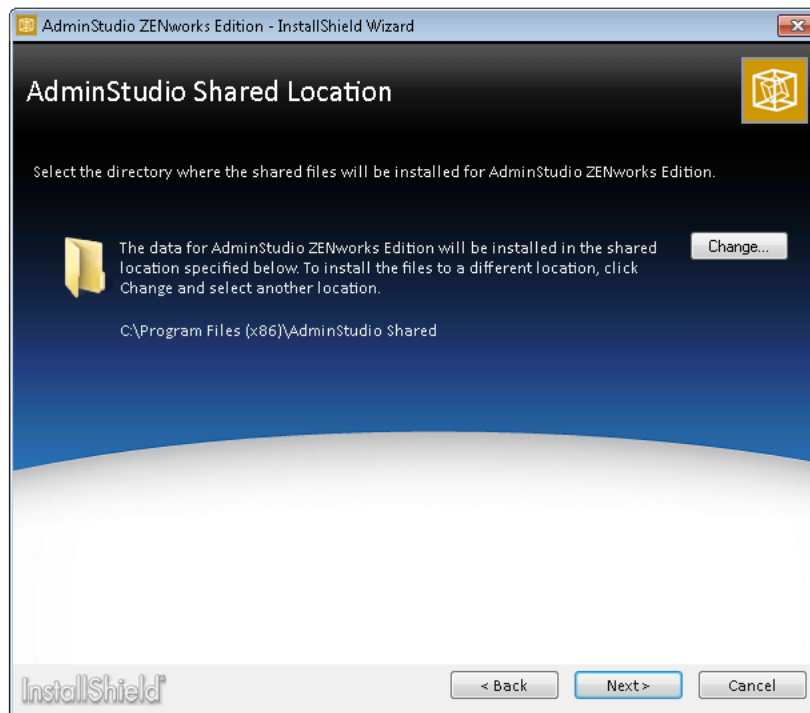 AdminStudio ZENworks Edition - InstallShield Wizard
AdminStudio Shared Location
Select the directory where the shared files will be installed for AdminStudio ZENworks Edition.
The data for AdminStudio ZENworks Edition will be installed in the shared
location specified below. To install the files to a different location, click
Change and select another location.
Change...
C:\Program Files (x86)\AdminStudio Shared
InstallShield®
< Back
Next >
Cancel